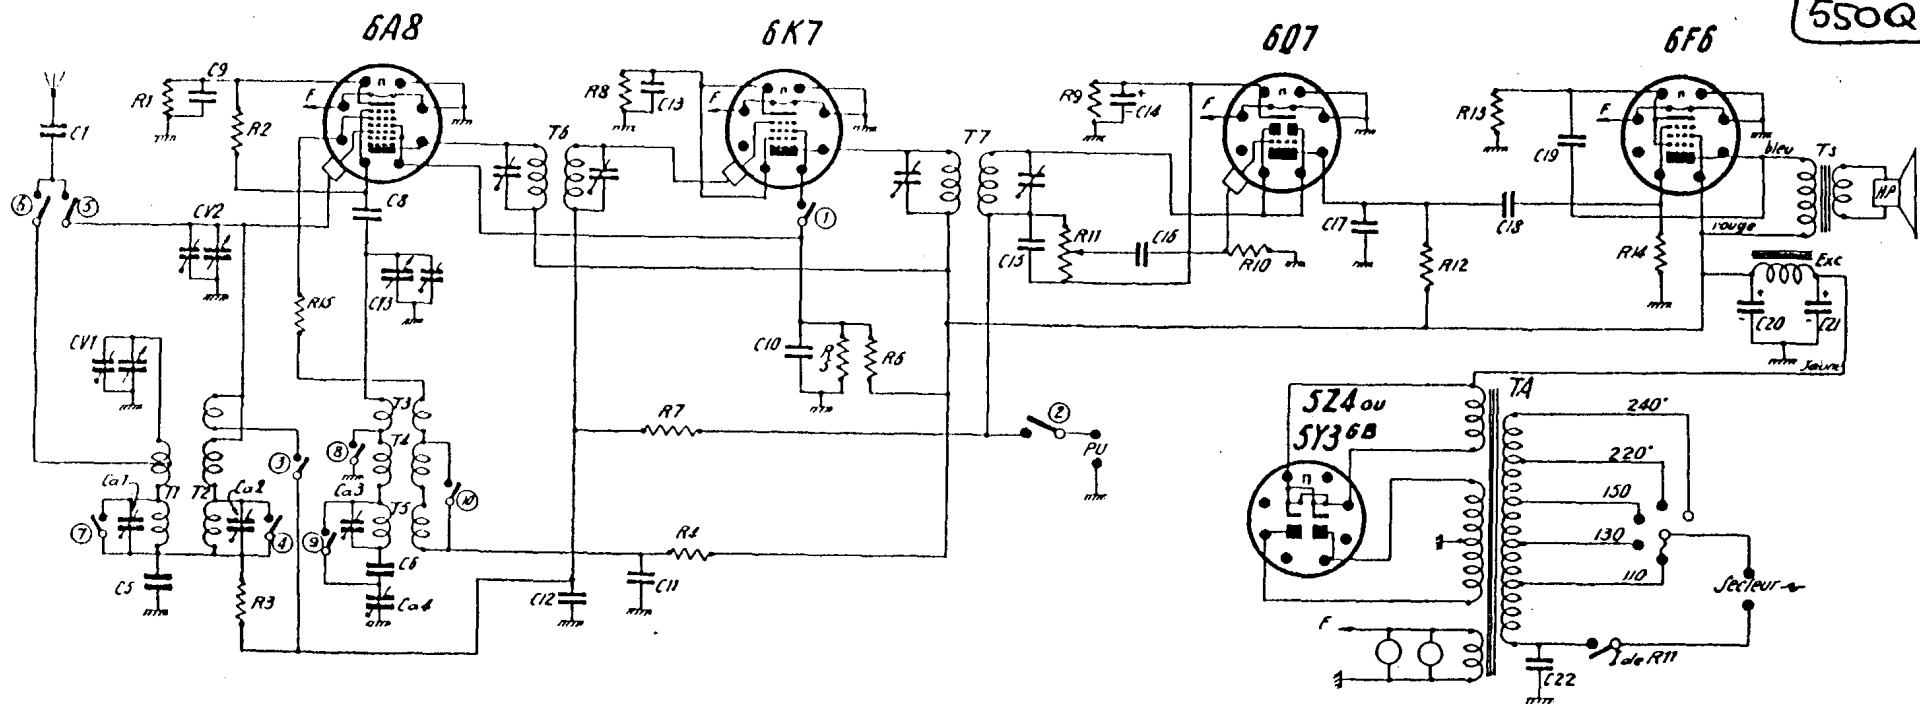 550Q
6A8
6K7
6Q7
6F6
C9
R1
F
R2
C1
T6
R8
C13
F
T7
R9
C14
F
R13
F
C19
bleu
Ts
HP
6
5
CV2
C8
1
C15
R11
C16
R10
C17
C18
rouge
R14
Exc
CV3
R15
R12
C20
C21
jaune
CV1
C10
R5
R6
T3
R7
2
PU
5Z4 ou
5Y3 GB
TA
240°
220°
150
130
110
Secteur ~
8
T4
3
Ca1
T1
T2
Ca2
Ca3
T5
10
7
4
9
R4
C6
C5
R3
Ca4
C12
C11
F
I de R11
C22